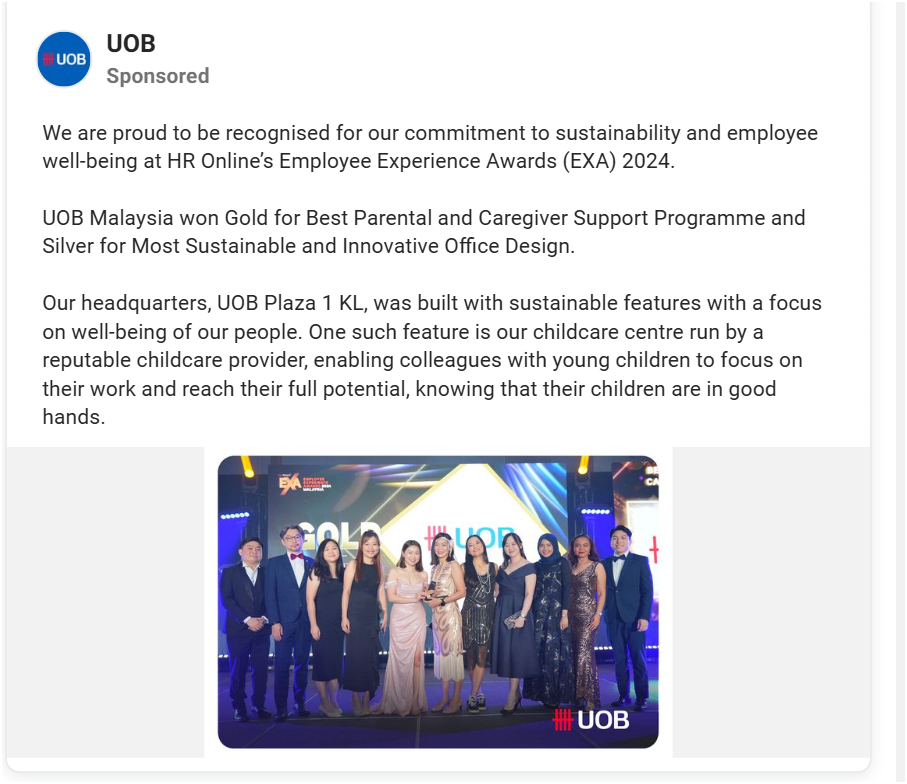 UOB
UOB
Sponsored
We are proud to be recognised for our commitment to sustainability and employee
well-being at HR Online’s Employee Experience Awards (EXA) 2024.
UOB Malaysia won Gold for Best Parental and Caregiver Support Programme and
Silver for Most Sustainable and Innovative Office Design.
Our headquarters, UOB Plaza 1 KL, was built with sustainable features with a focus
on well-being of our people. One such feature is our childcare centre run by a
reputable childcare provider, enabling colleagues with young children to focus on
their work and reach their full potential, knowing that their children are in good
hands.
EXA
EMPLOYEE
EXPERIENCE
AWARDS 2024
MALAYSIA
GOLD
UOB
UOB